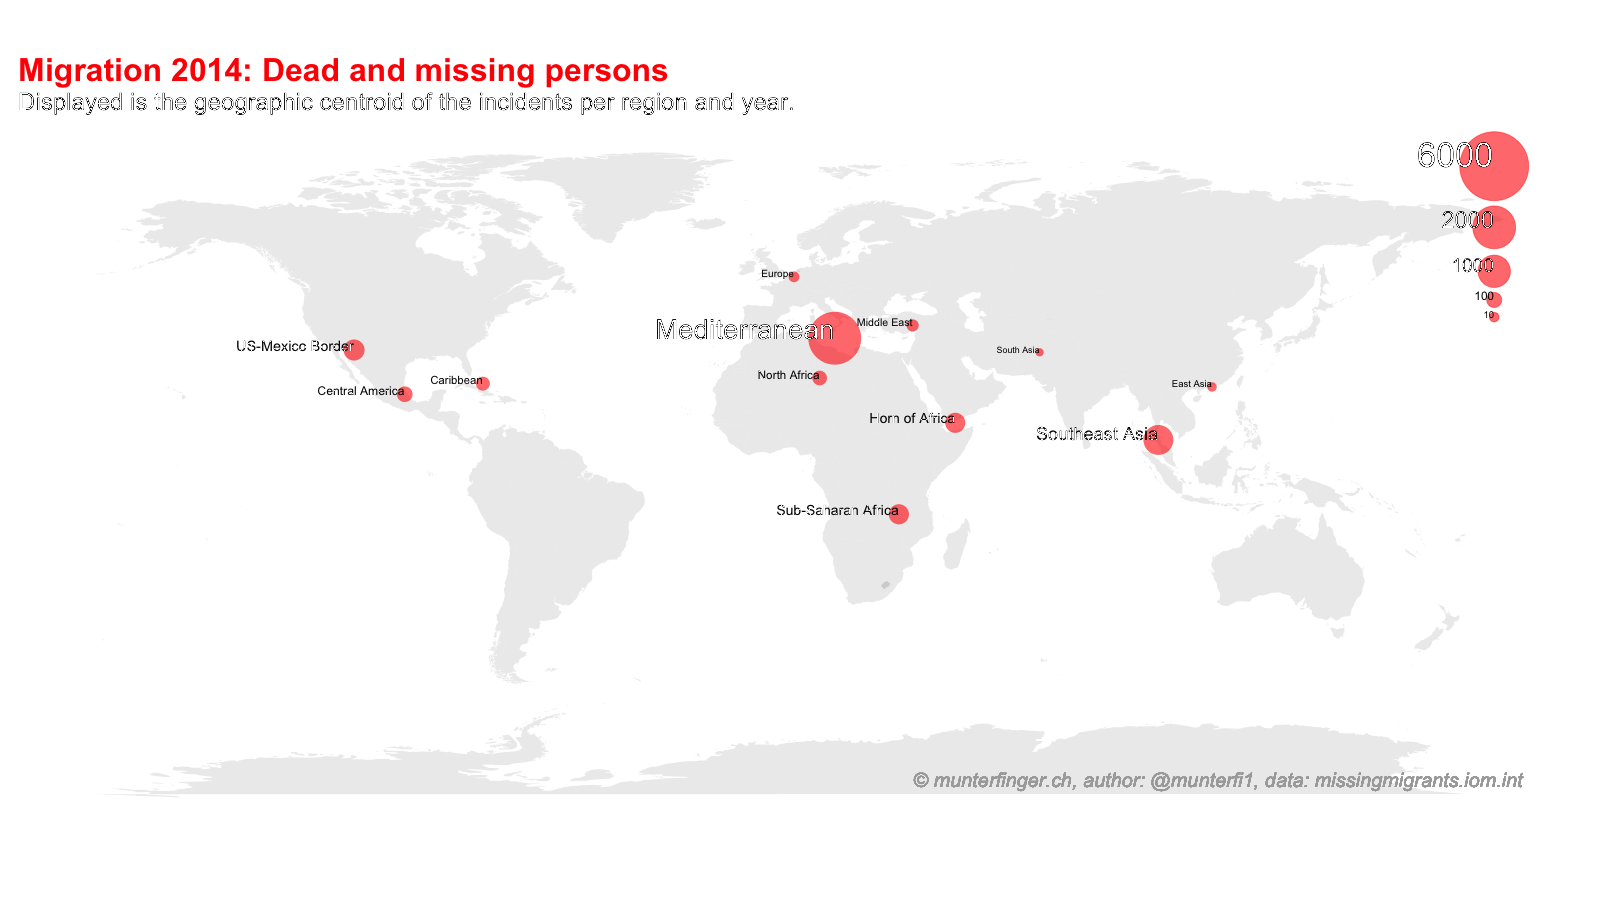 Migration 2014: Dead and missing persons
Displayed is the geographic centroid of the incidents per region and year.
6000
2000
1000
100
10
Europe
Mediterranean
Middle East
US-Mexico Border
South Asia
North Africa
Caribbean
Central America
East Asia
Horn of Africa
Southeast Asia
Sub-Saharan Africa
© munterfinger.ch, author: @munterfi1, data: missingmigrants.iom.int